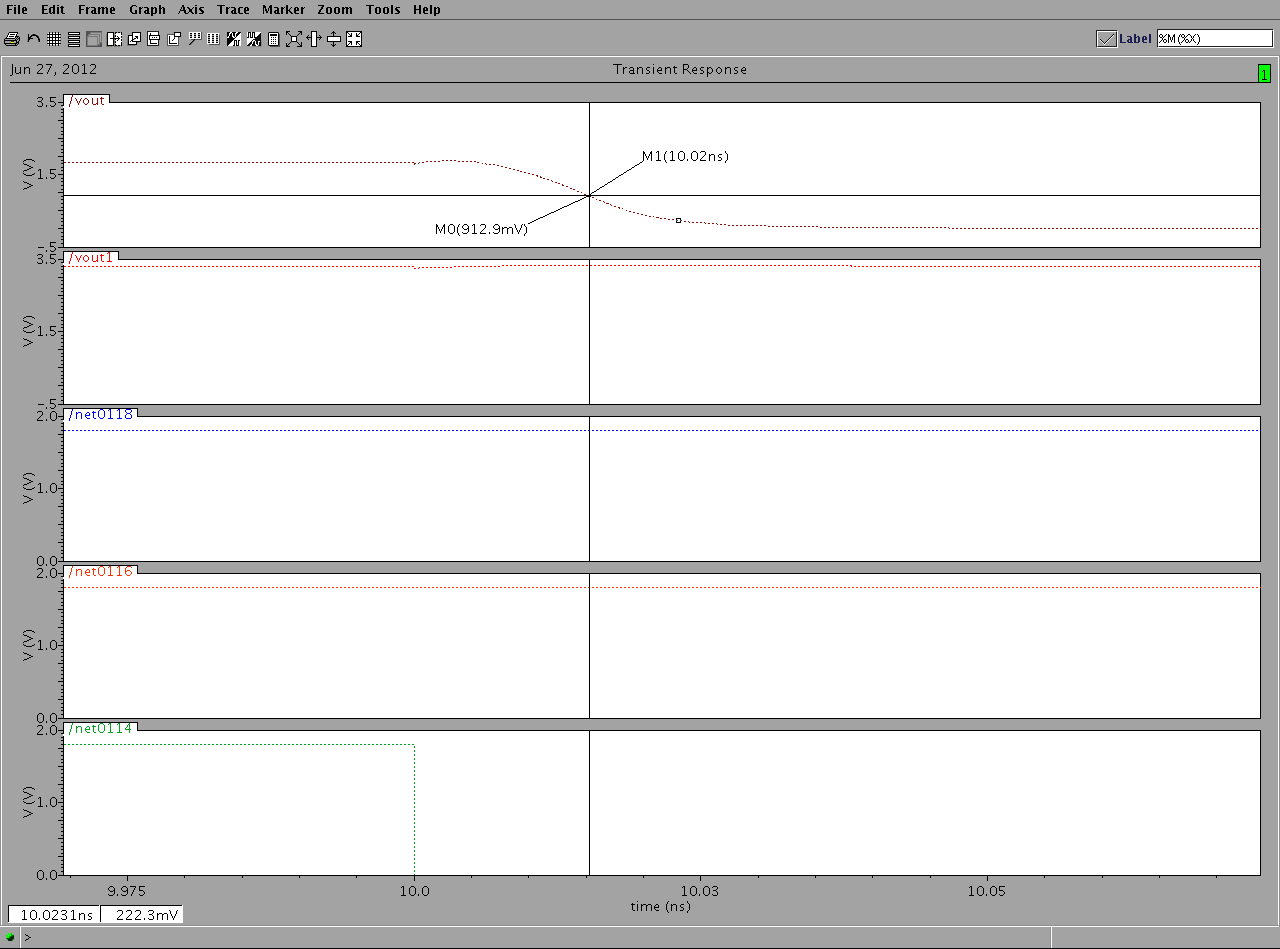 File Edit Frame Graph Axis Trace Marker Zoom Tools Help
Label %M(%X)
Jun 27, 2012 Transient Response 1
/vout
3.5
1.5
-.5
V (V)
M1(10.02ns)
M0(912.9mV)
/vout1
3.5
1.5
-.5
V (V)
/net0118
2.0
1.0
0.0
V (V)
/net0116
2.0
1.0
0.0
V (V)
/net0114
2.0
1.0
0.0
V (V)
9.975 10.0 10.03 10.05
time (ns)
10.0231ns 222.3mV
>